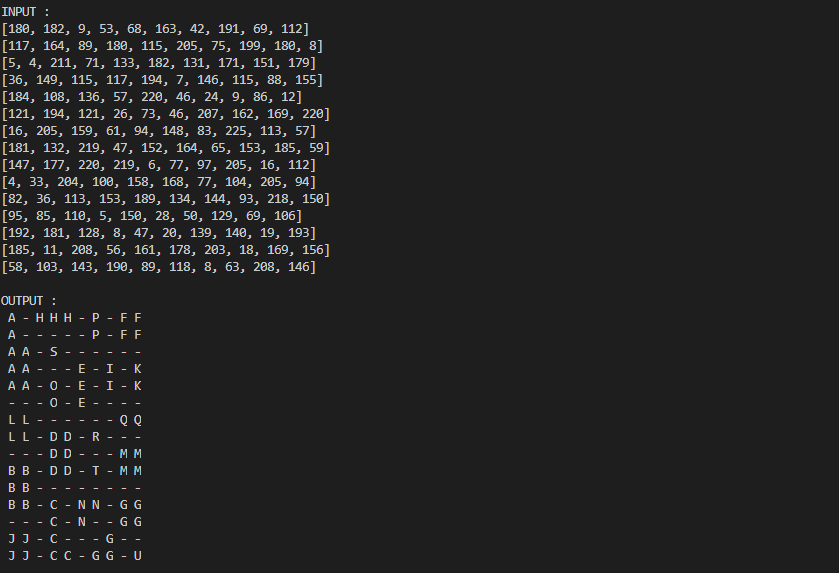 INPUT :
[180, 182, 9, 53, 68, 163, 42, 191, 69, 112]
[117, 164, 89, 180, 115, 205, 75, 199, 180, 8]
[5, 4, 211, 71, 133, 182, 131, 171, 151, 179]
[36, 149, 115, 117, 194, 7, 146, 115, 88, 155]
[184, 108, 136, 57, 220, 46, 24, 9, 86, 12]
[121, 194, 121, 26, 73, 46, 207, 162, 169, 220]
[16, 205, 159, 61, 94, 148, 83, 225, 113, 57]
[181, 132, 219, 47, 152, 164, 65, 153, 185, 59]
[147, 177, 220, 219, 6, 77, 97, 205, 16, 112]
[4, 33, 204, 100, 158, 168, 77, 104, 205, 94]
[82, 36, 113, 153, 189, 134, 144, 93, 218, 150]
[95, 85, 110, 5, 150, 28, 50, 129, 69, 106]
[192, 181, 128, 8, 47, 20, 139, 140, 19, 193]
[185, 11, 208, 56, 161, 178, 203, 18, 169, 156]
[58, 103, 143, 190, 89, 118, 8, 63, 208, 146]

OUTPUT :
A - H H H - P - F F
A - - - - - P - F F
A A - S - - - - - -
A A - - - E - I - K
A A - O - E - I - K
- - - O - E - - - -
L L - - - - - - Q Q
L L - D D - R - - -
- - - D D - - - M M
B B - D D - T - M M
B B - - - - - - - -
B B - C - N N - G G
- - - C - N - - G G
J J - C - - - G - -
J J - C C - G G - U